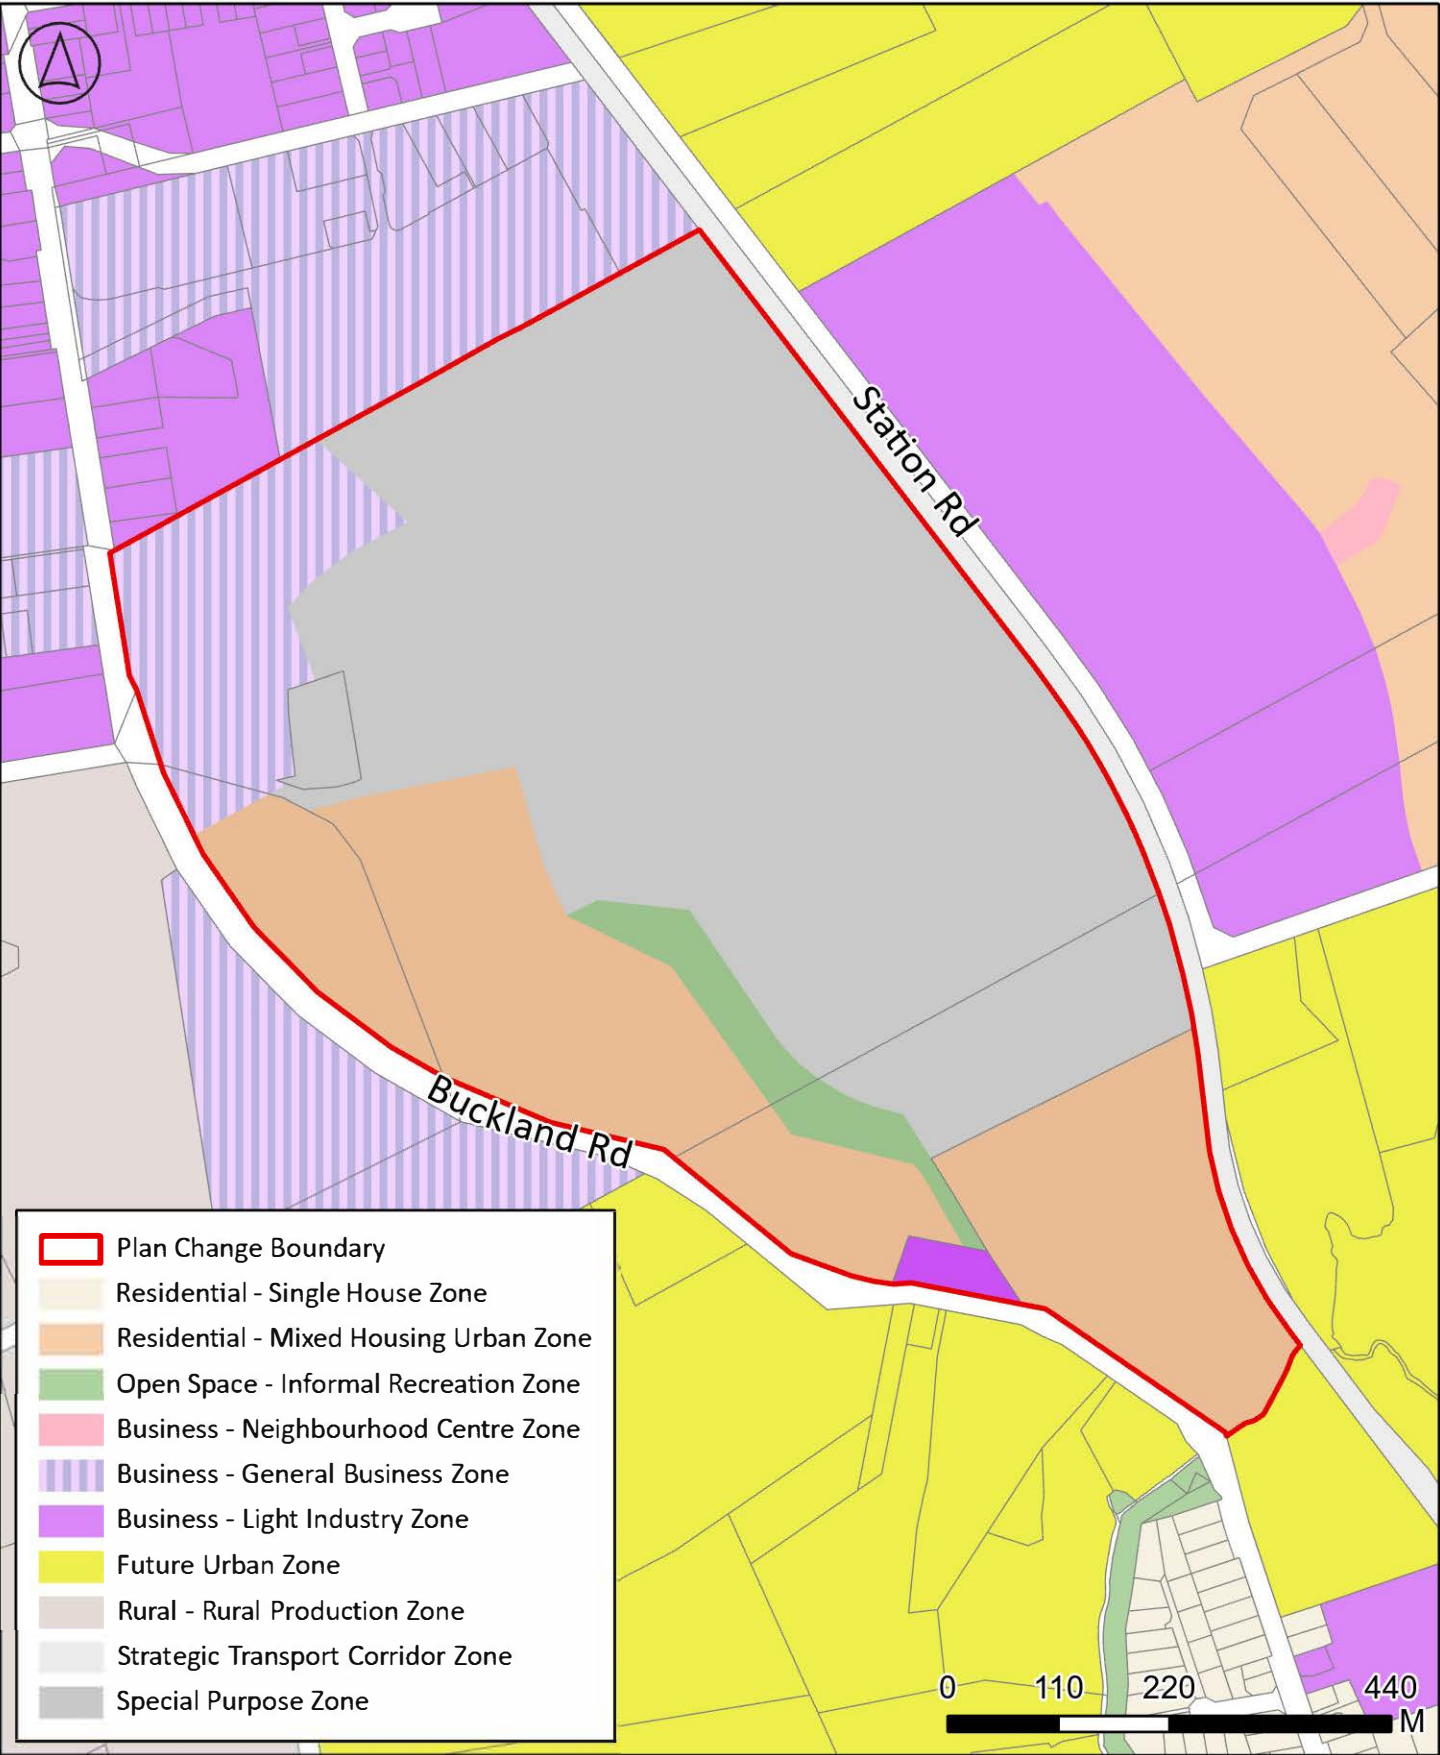 Station Rd
Buckland Rd
Plan Change Boundary
Residential - Single House Zone
Residential - Mixed Housing Urban Zone
Open Space - Informal Recreation Zone
Business - Neighbourhood Centre Zone
Business - General Business Zone
Business - Light Industry Zone
Future Urban Zone
Rural - Rural Production Zone
Strategic Transport Corridor Zone
Special Purpose Zone
0 110 220 440
M